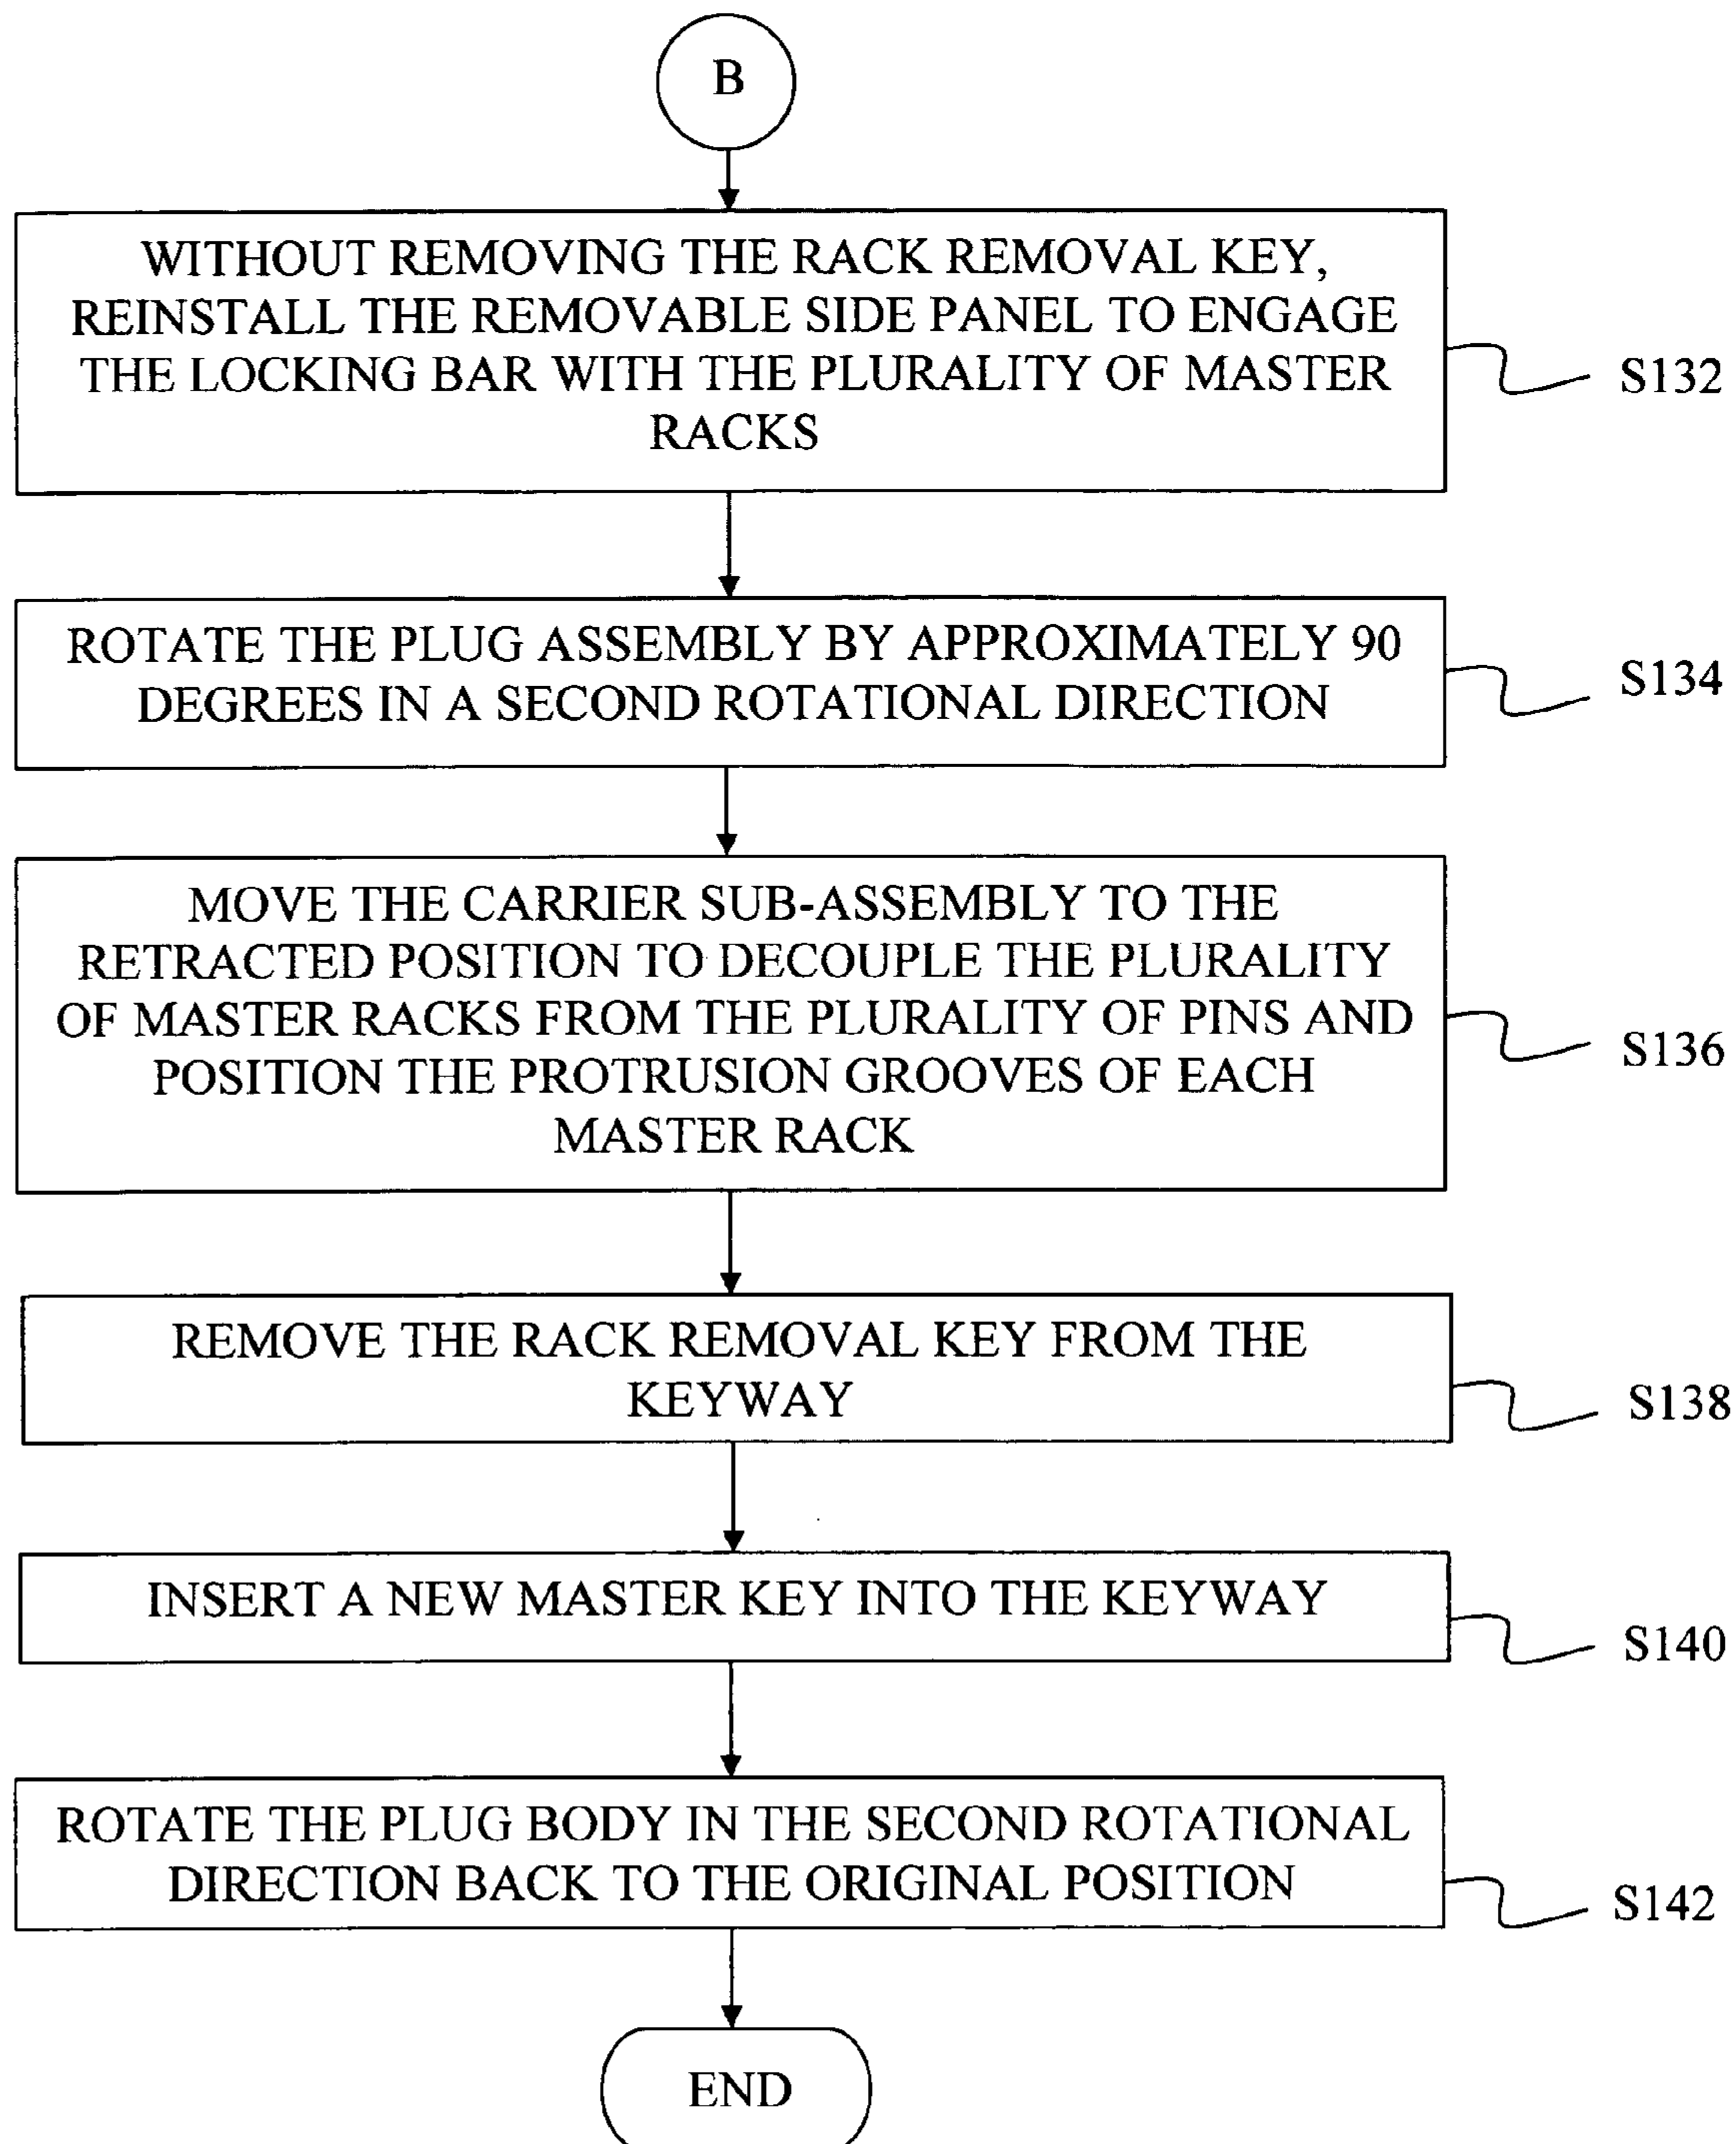 B
WITHOUT REMOVING THE RACK REMOVAL KEY,
REINSTALL THE REMOVABLE SIDE PANEL TO ENGAGE
THE LOCKING BAR WITH THE PLURALITY OF MASTER
RACKS
S132
ROTATE THE PLUG ASSEMBLY BY APPROXIMATELY 90
DEGREES IN A SECOND ROTATIONAL DIRECTION
S134
MOVE THE CARRIER SUB-ASSEMBLY TO THE
RETRACTED POSITION TO DECOUPLE THE PLURALITY
OF MASTER RACKS FROM THE PLURALITY OF PINS AND
POSITION THE PROTRUSION GROOVES OF EACH
MASTER RACK
S136
REMOVE THE RACK REMOVAL KEY FROM THE
KEYWAY
S138
INSERT A NEW MASTER KEY INTO THE KEYWAY
S140
ROTATE THE PLUG BODY IN THE SECOND ROTATIONAL
DIRECTION BACK TO THE ORIGINAL POSITION
S142
END